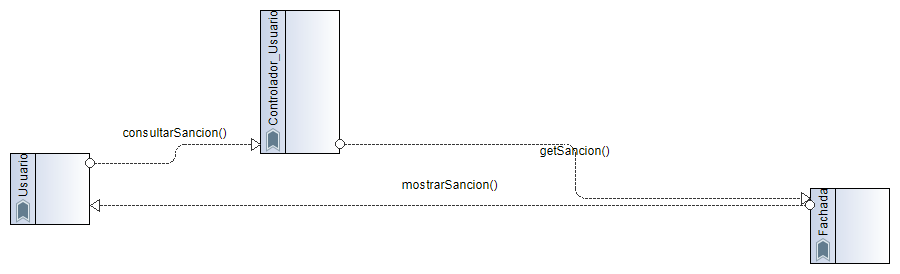 Controlador_Usuario
consultarSancion()
getSancion()
Usuario
mostrarSancion()
Fachada